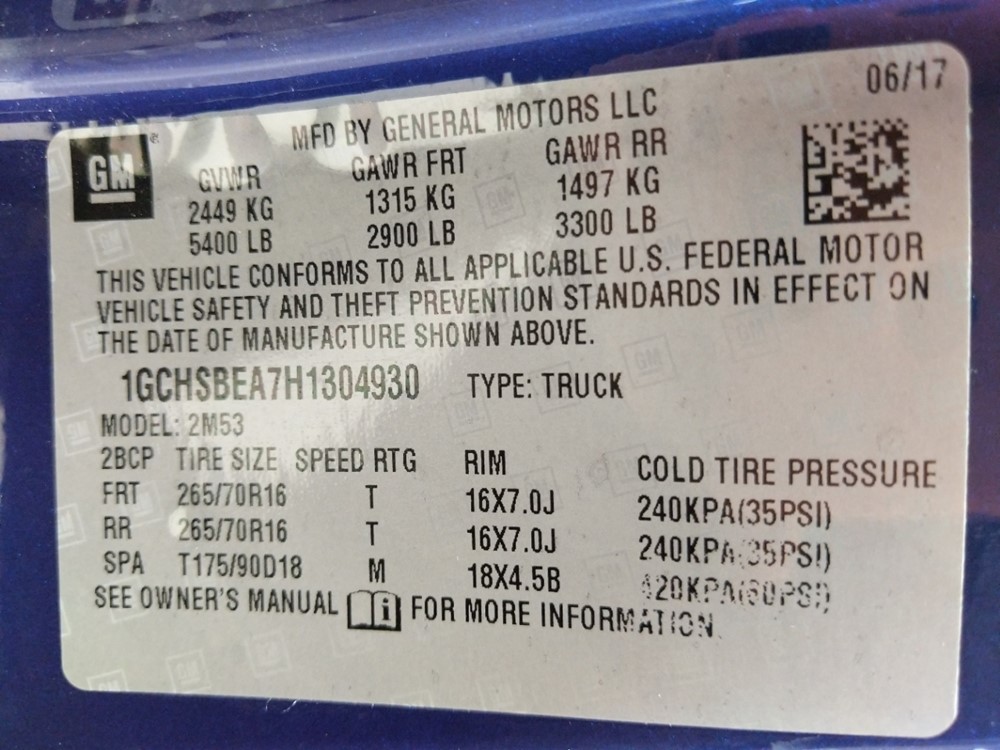 06/17
MFD BY GENERAL MOTORS LLC
GM
GVWR GAWR FRT GAWR RR
2449 KG 1315 KG 1497 KG
5400 LB 2900 LB 3300 LB
THIS VEHICLE CONFORMS TO ALL APPLICABLE U.S. FEDERAL MOTOR
VEHICLE SAFETY AND THEFT PREVENTION STANDARDS IN EFFECT ON
THE DATE OF MANUFACTURE SHOWN ABOVE.
1GCHSBEA7H1304930 TYPE: TRUCK
MODEL: 2M53
2BCP TIRE SIZE SPEED RTG RIM COLD TIRE PRESSURE
FRT 265/70R16 T 16X7.0J 240KPA(35PSI)
RR 265/70R16 T 16X7.0J 240KPA(35PSI)
SPA T175/90D18 M 18X4.5B 420KPA(60PSI)
SEE OWNER'S MANUAL FOR MORE INFORMATION